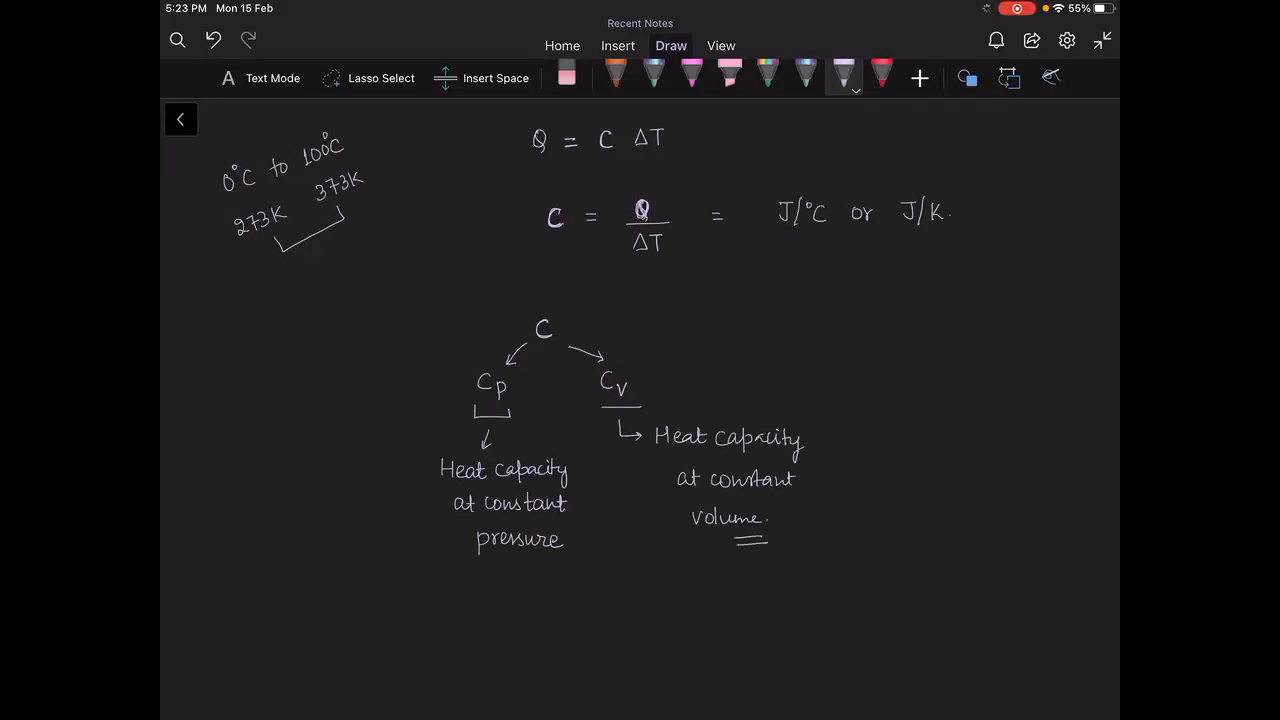 5:23 PM Mon 15 Feb
55%
Recent Notes
Home Insert Draw View
A Text Mode Lasso Select Insert Space
0°C to 100°C
273K 373K
Q = C ΔT
C = Q/ΔT = J/°C or J/K.
C
Cp
Cv
Heat capacity
at constant
pressure
Heat capacity
at constant
volume.